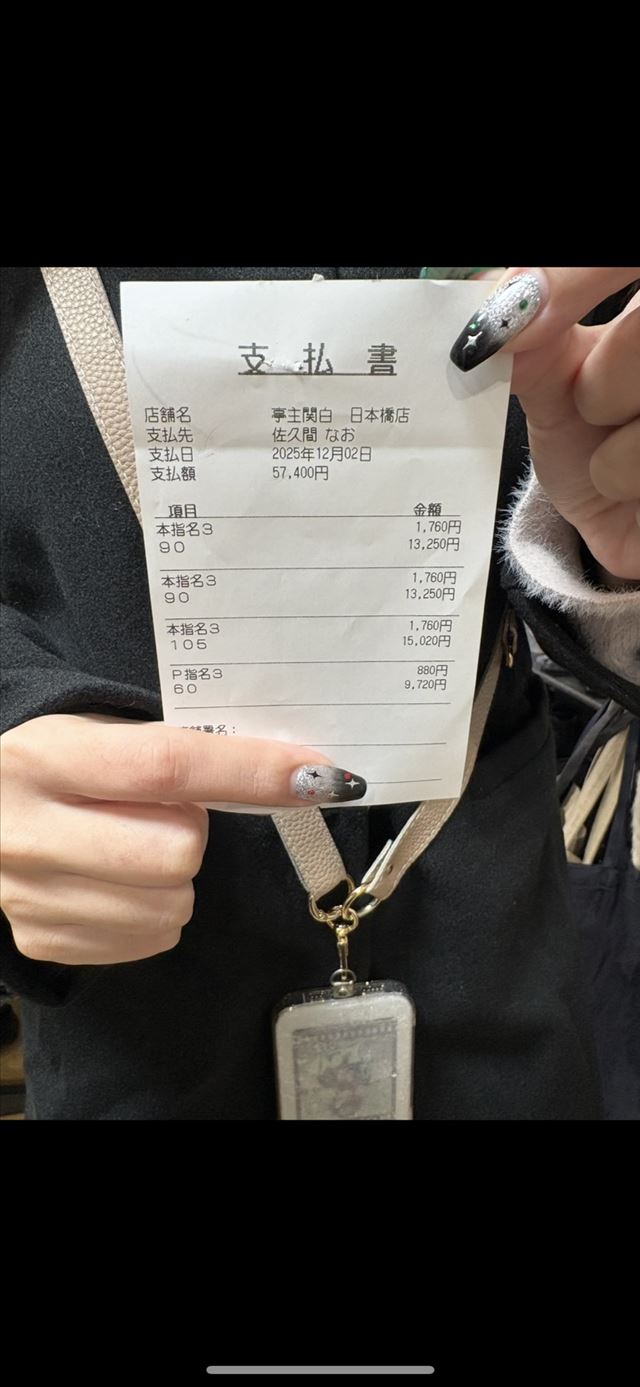 支払書
店舗名 亭主関白 日本橋店
支払先 佐久間 なお
支払日 2025年12月02日
支払額 57,400円
項目 金額
本指名3 1,760円
90 13,250円
本指名3 1,760円
90 13,250円
本指名3 1,760円
105 15,020円
P指名3 880円
60 9,720円
署名: